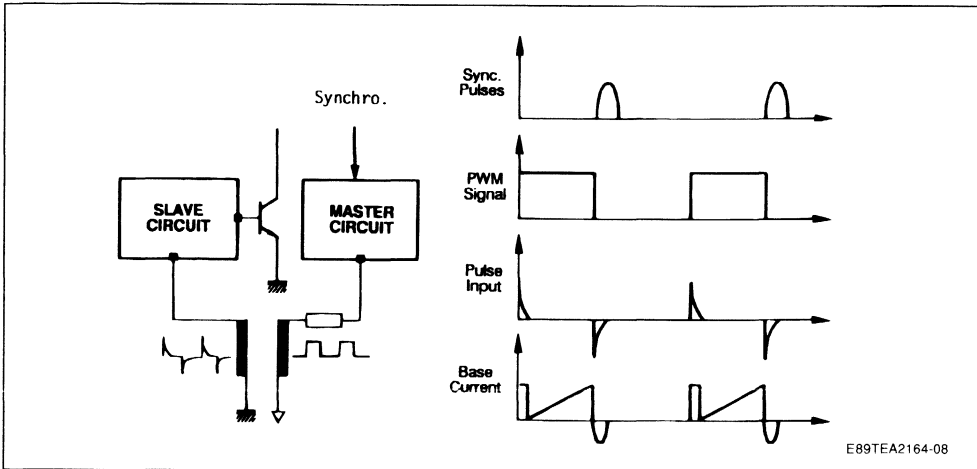 Synchro.
SLAVE
CIRCUIT
MASTER
CIRCUIT
Sync.
Pulses
PWM
Signal
Pulse
Input
Base
Current
E89TEA2164-08